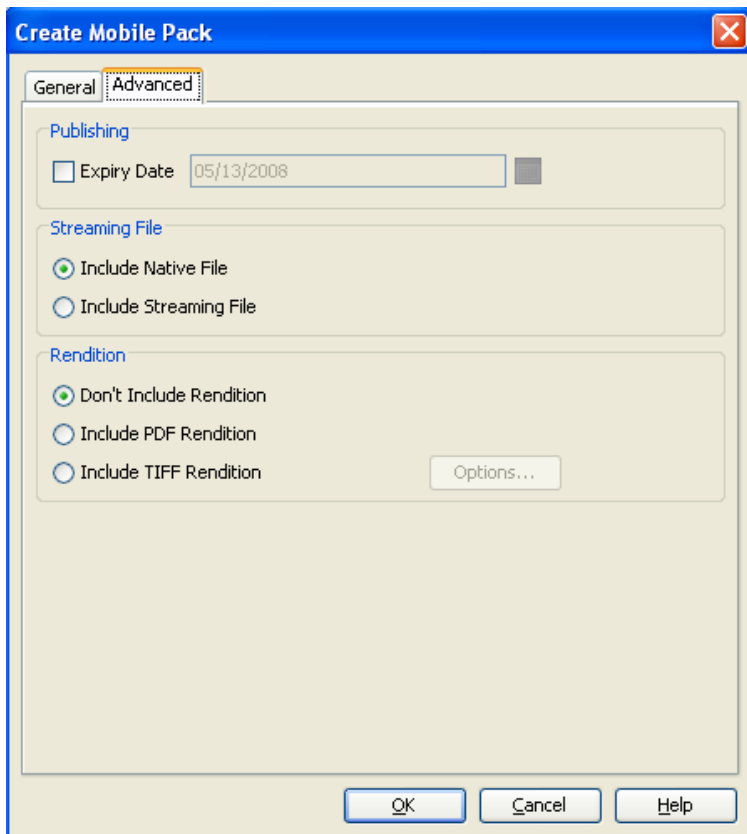 Create Mobile Pack
General Advanced
Publishing
Expiry Date 05/13/2008
Streaming File
Include Native File
Include Streaming File
Rendition
Don't Include Rendition
Include PDF Rendition
Include TIFF Rendition Options...
OK Cancel Help